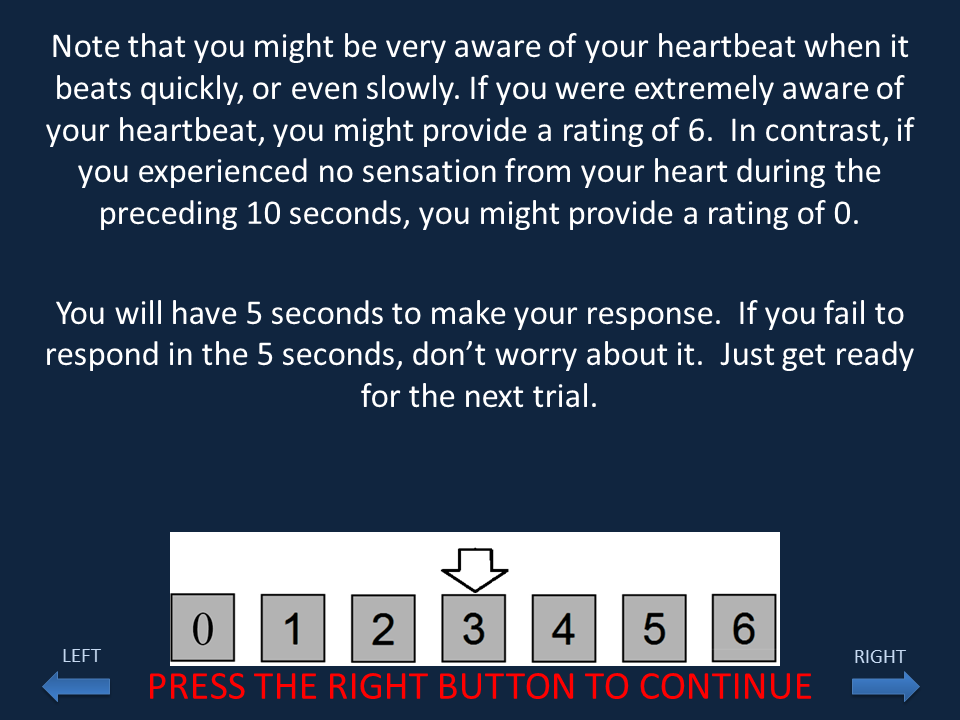 Note that you might be very aware of your heartbeat when it
beats quickly, or even slowly. If you were extremely aware of
your heartbeat, you might provide a rating of 6.  In contrast, if
you experienced no sensation from your heart during the
preceding 10 seconds, you might provide a rating of 0.
You will have 5 seconds to make your response.  If you fail to
respond in the 5 seconds, don’t worry about it.  Just get ready
for the next trial.
0 1 2 3 4 5 6
LEFT
RIGHT
PRESS THE RIGHT BUTTON TO CONTINUE